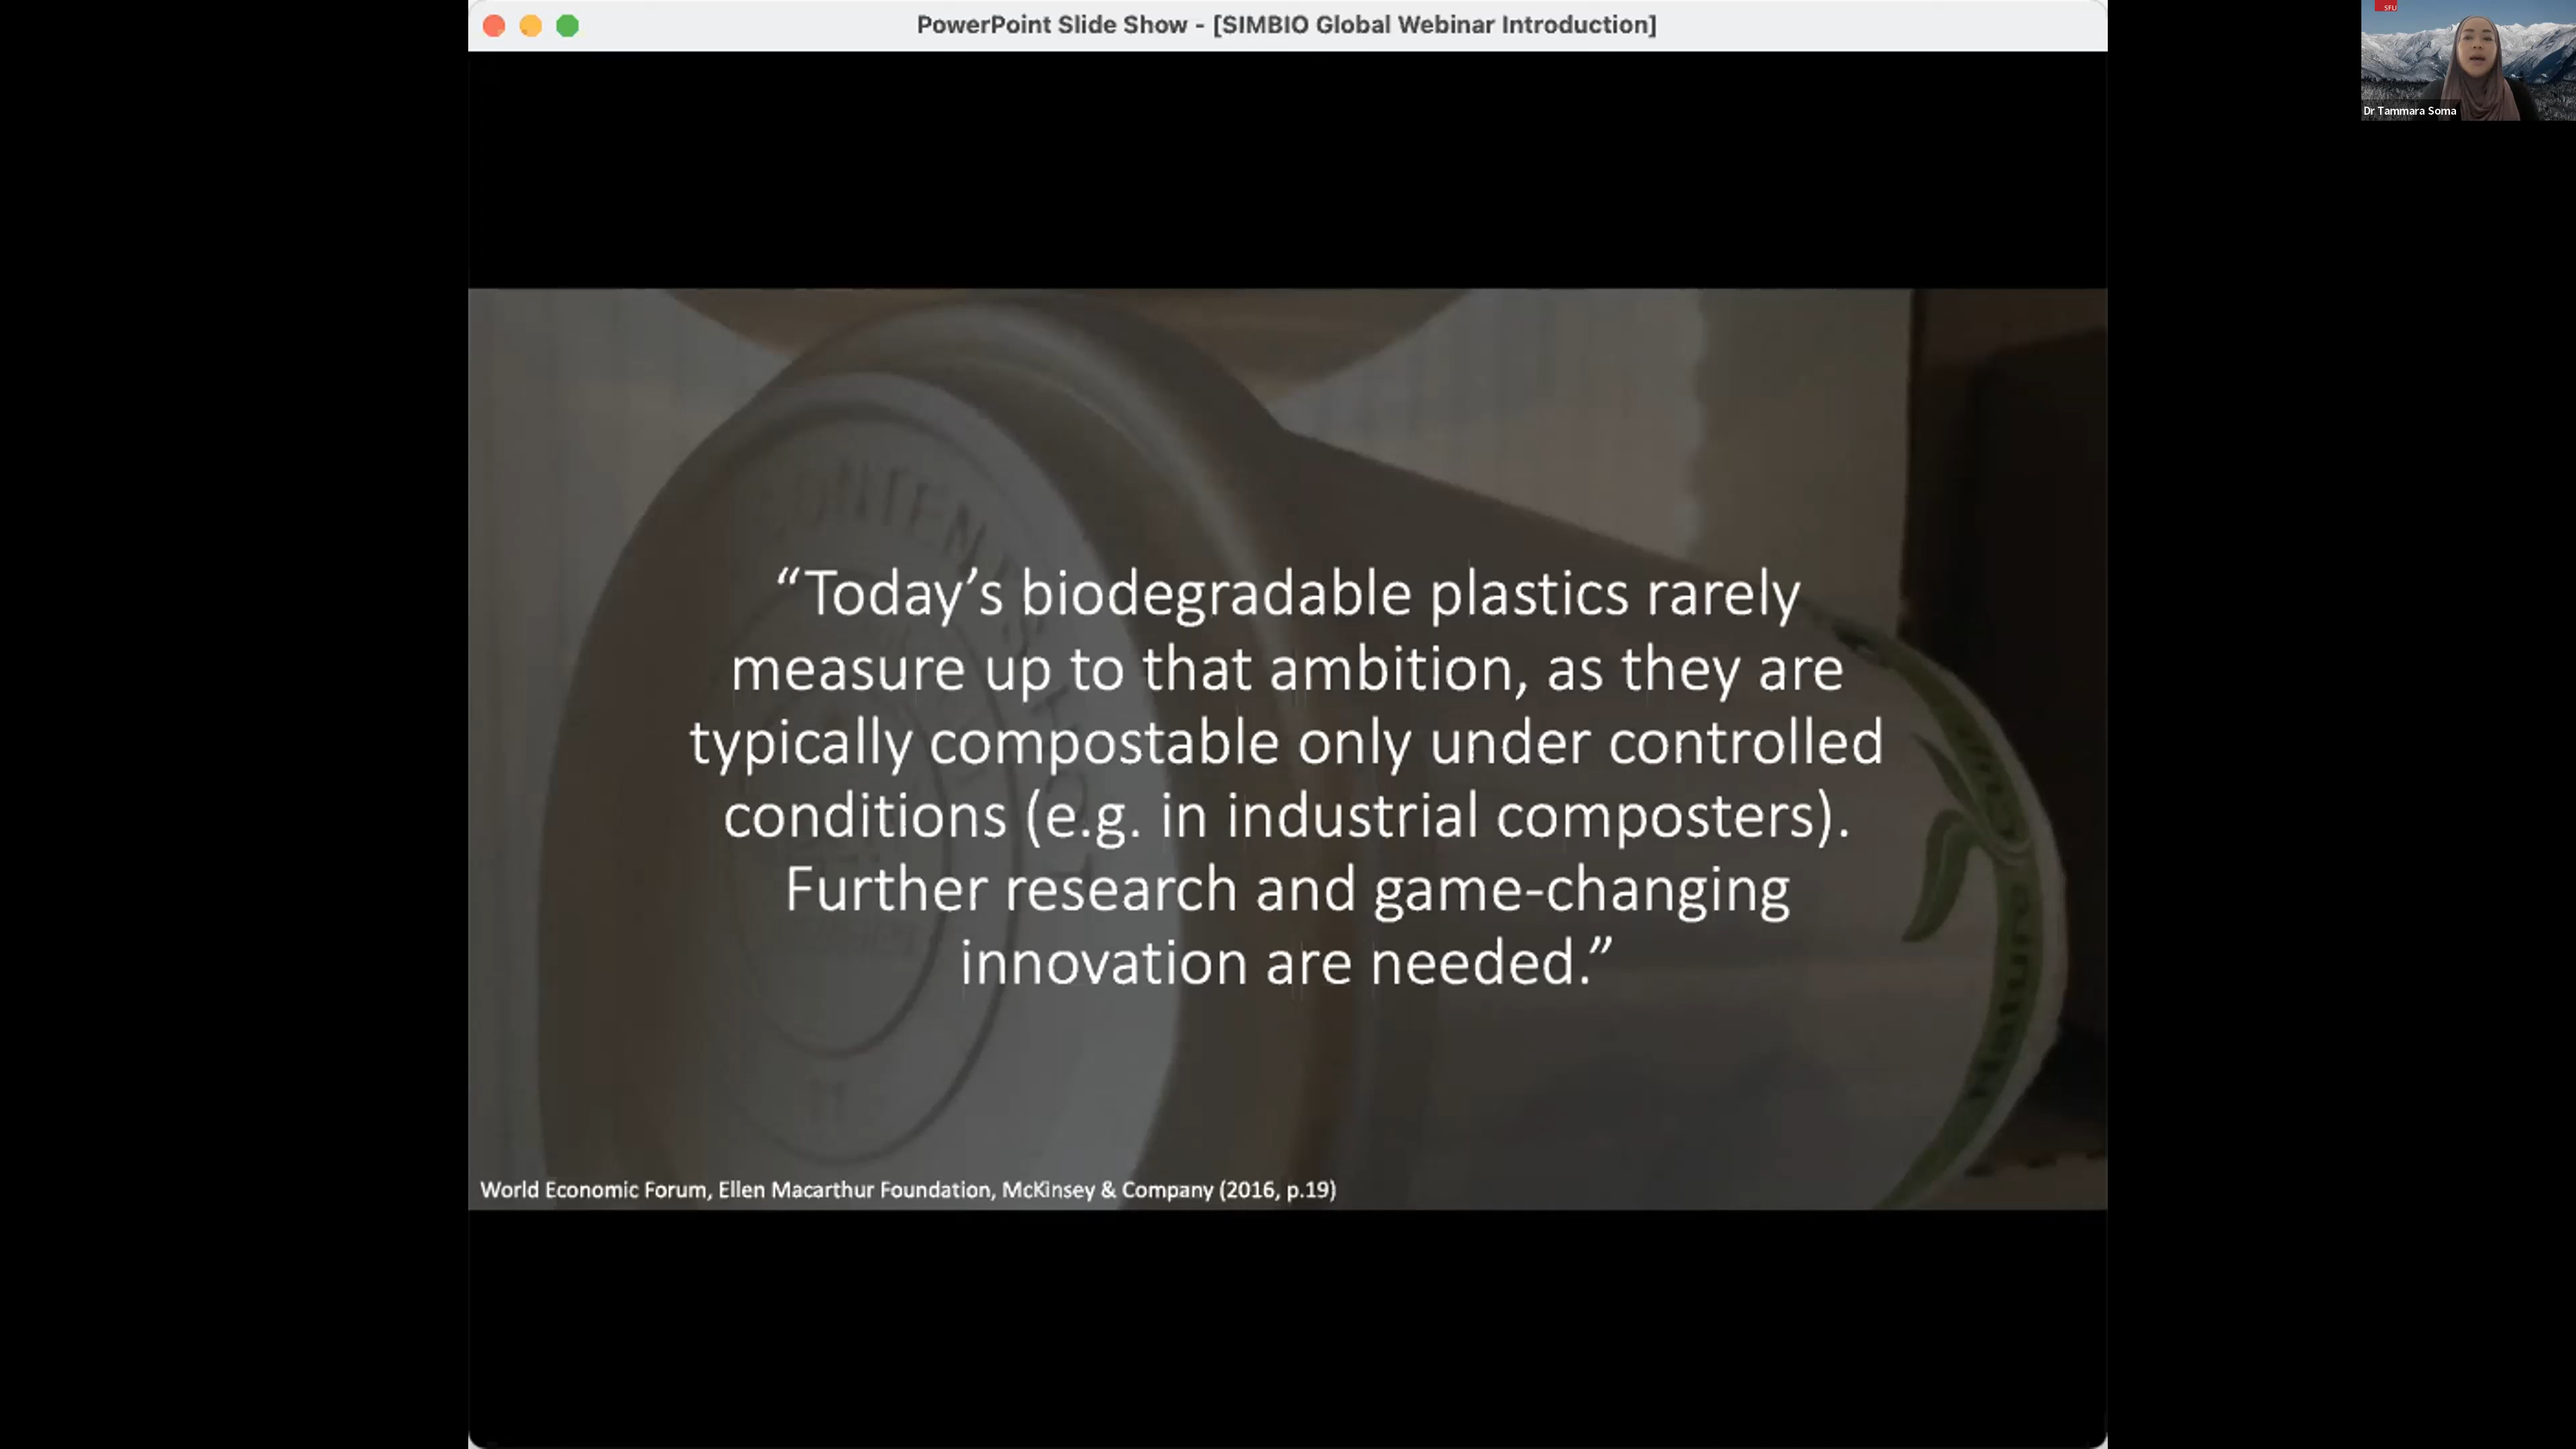 PowerPoint Slide Show - [SIMBIO Global Webinar Introduction]
SFU
Dr Tammara Soma
“Today’s biodegradable plastics rarely
measure up to that ambition, as they are
typically compostable only under controlled
conditions (e.g. in industrial composters).
Further research and game-changing
innovation are needed.”
World Economic Forum, Ellen Macarthur Foundation, McKinsey & Company (2016, p.19)